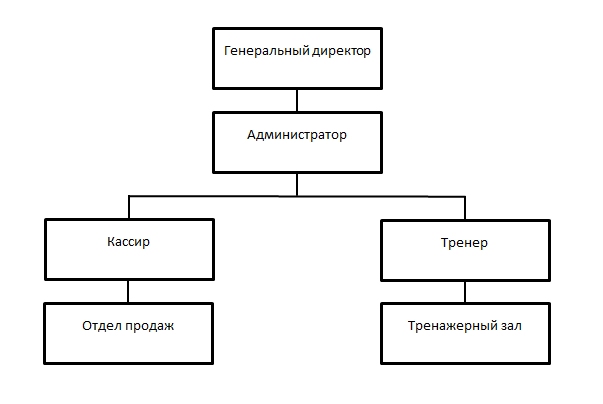 Генеральный директор
Администратор
Кассир
Тренер
Отдел продаж
Тренажерный зал